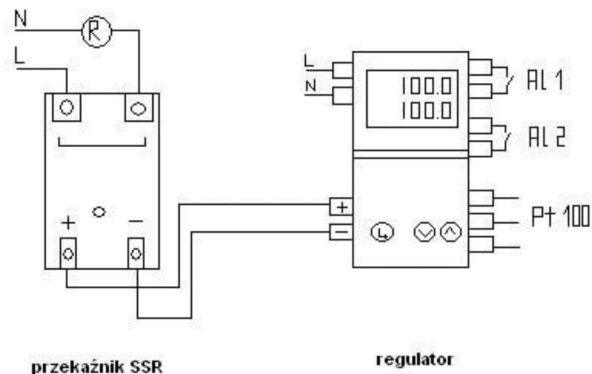 N
R
L
+
−
przekaźnik SSR
L
N
100.0
100.0
Al 1
Al 2
+
−
Pt 100
regulator